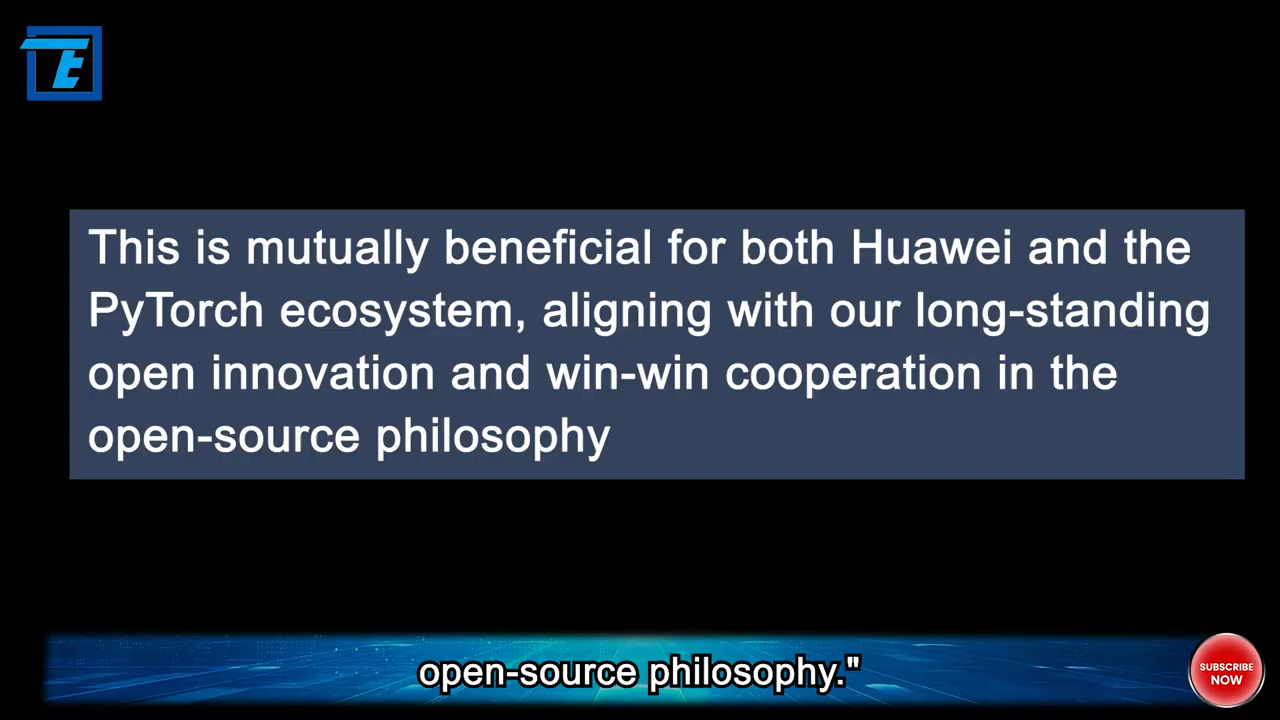 TE
This is mutually beneficial for both Huawei and the
PyTorch ecosystem, aligning with our long-standing
open innovation and win-win cooperation in the
open-source philosophy
open-source philosophy."
SUBSCRIBE
NOW